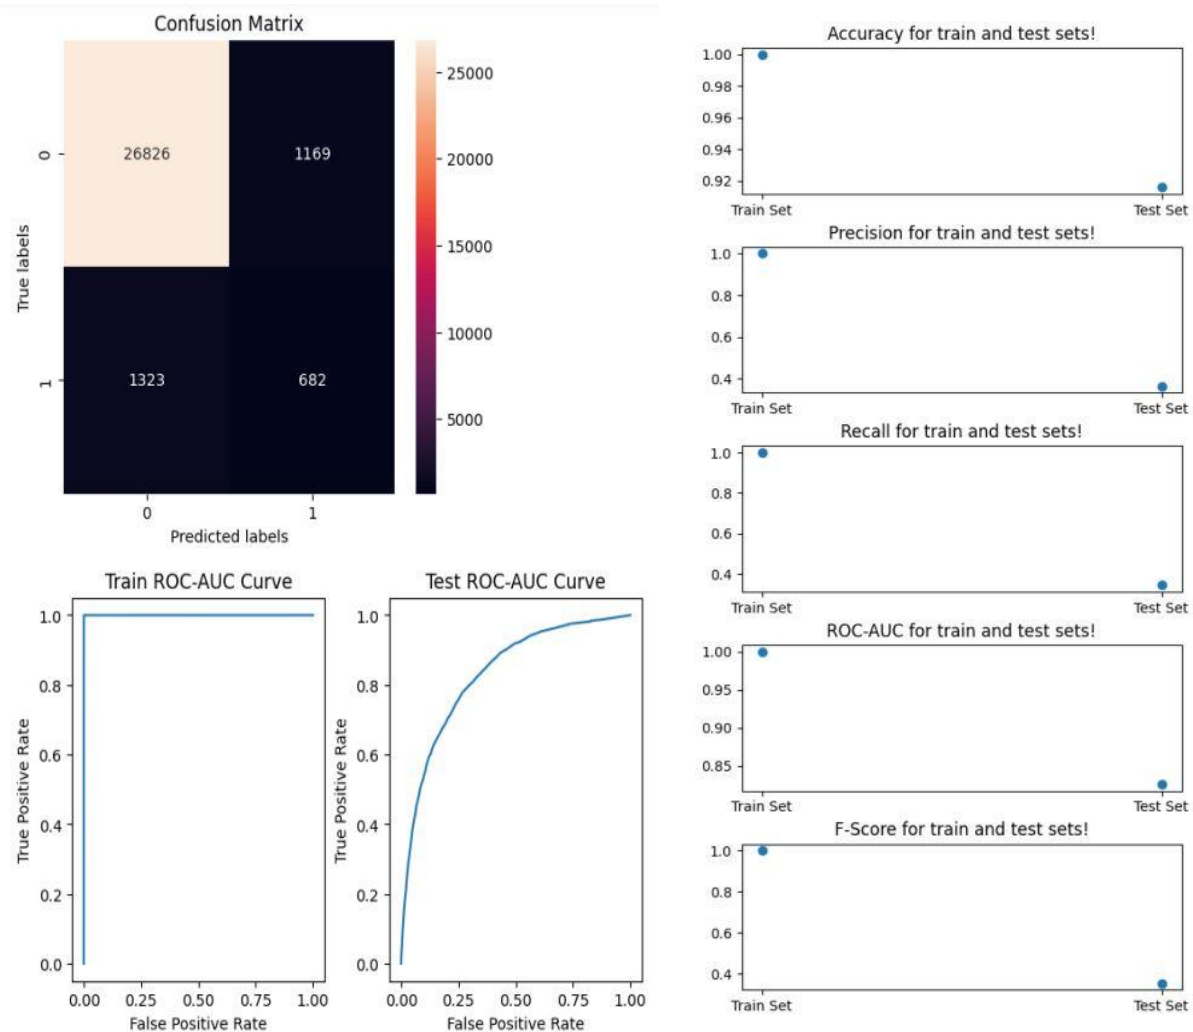 Confusion Matrix
True labels
0
1
26826
1169
1323
682
0
1
Predicted labels
25000
20000
15000
10000
5000
Train ROC-AUC Curve
True Positive Rate
1.0
0.8
0.6
0.4
0.2
0.0
0.00 0.25 0.50 0.75 1.00
False Positive Rate
Test ROC-AUC Curve
True Positive Rate
1.0
0.8
0.6
0.4
0.2
0.0
0.00 0.25 0.50 0.75 1.00
False Positive Rate
Accuracy for train and test sets!
1.00
0.98
0.96
0.94
0.92
Train Set Test Set
Precision for train and test sets!
1.0
0.8
0.6
0.4
Train Set Test Set
Recall for train and test sets!
1.0
0.8
0.6
0.4
Train Set Test Set
ROC-AUC for train and test sets!
1.00
0.95
0.90
0.85
Train Set Test Set
F-Score for train and test sets!
1.0
0.8
0.6
0.4
Train Set Test Set